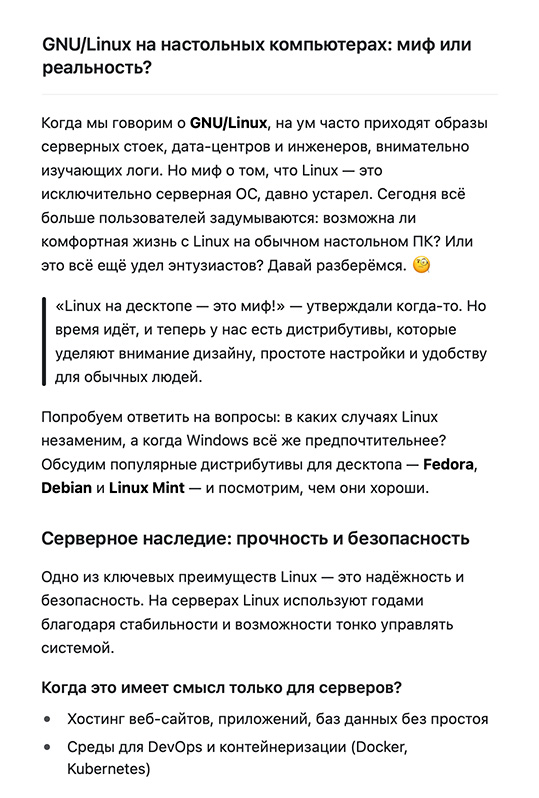 GNU/Linux на настольных компьютерах: миф или
реальность?
Когда мы говорим о GNU/Linux, на ум часто приходят образы
серверных стоек, дата-центров и инженеров, внимательно
изучающих логи. Но миф о том, что Linux — это
исключительно серверная ОС, давно устарел. Сегодня всё
больше пользователей задумываются: возможна ли
комфортная жизнь с Linux на обычном настольном ПК? Или
это всё ещё удел энтузиастов? Давай разберёмся. 🧐
«Linux на десктопе — это миф!» — утверждали когда-то. Но
время идёт, и теперь у нас есть дистрибутивы, которые
уделяют внимание дизайну, простоте настройки и удобству
для обычных людей.
Попробуем ответить на вопросы: в каких случаях Linux
незаменим, а когда Windows всё же предпочтительнее?
Обсудим популярные дистрибутивы для десктопа — Fedora,
Debian и Linux Mint — и посмотрим, чем они хороши.
Серверное наследие: прочность и безопасность
Одно из ключевых преимуществ Linux — это надёжность и
безопасность. На серверах Linux используют годами
благодаря стабильности и возможности тонко управлять
системой.
Когда это имеет смысл только для серверов?
• Хостинг веб-сайтов, приложений, баз данных без простоя
• Среды для DevOps и контейнеризации (Docker,
Kubernetes)